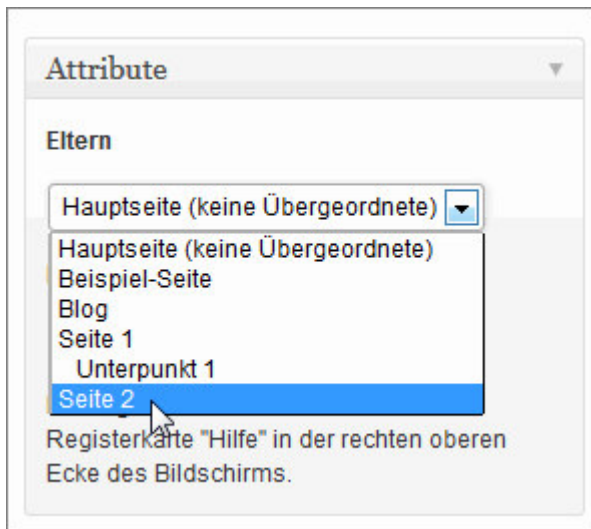 Attribute
Eltern
Hauptseite (keine Übergeordnete)
Hauptseite (keine Übergeordnete)
Beispiel-Seite
Blog
Seite 1
Unterpunkt 1
Seite 2
Registerkarte "Hilfe" in der rechten oberen
Ecke des Bildschirms.